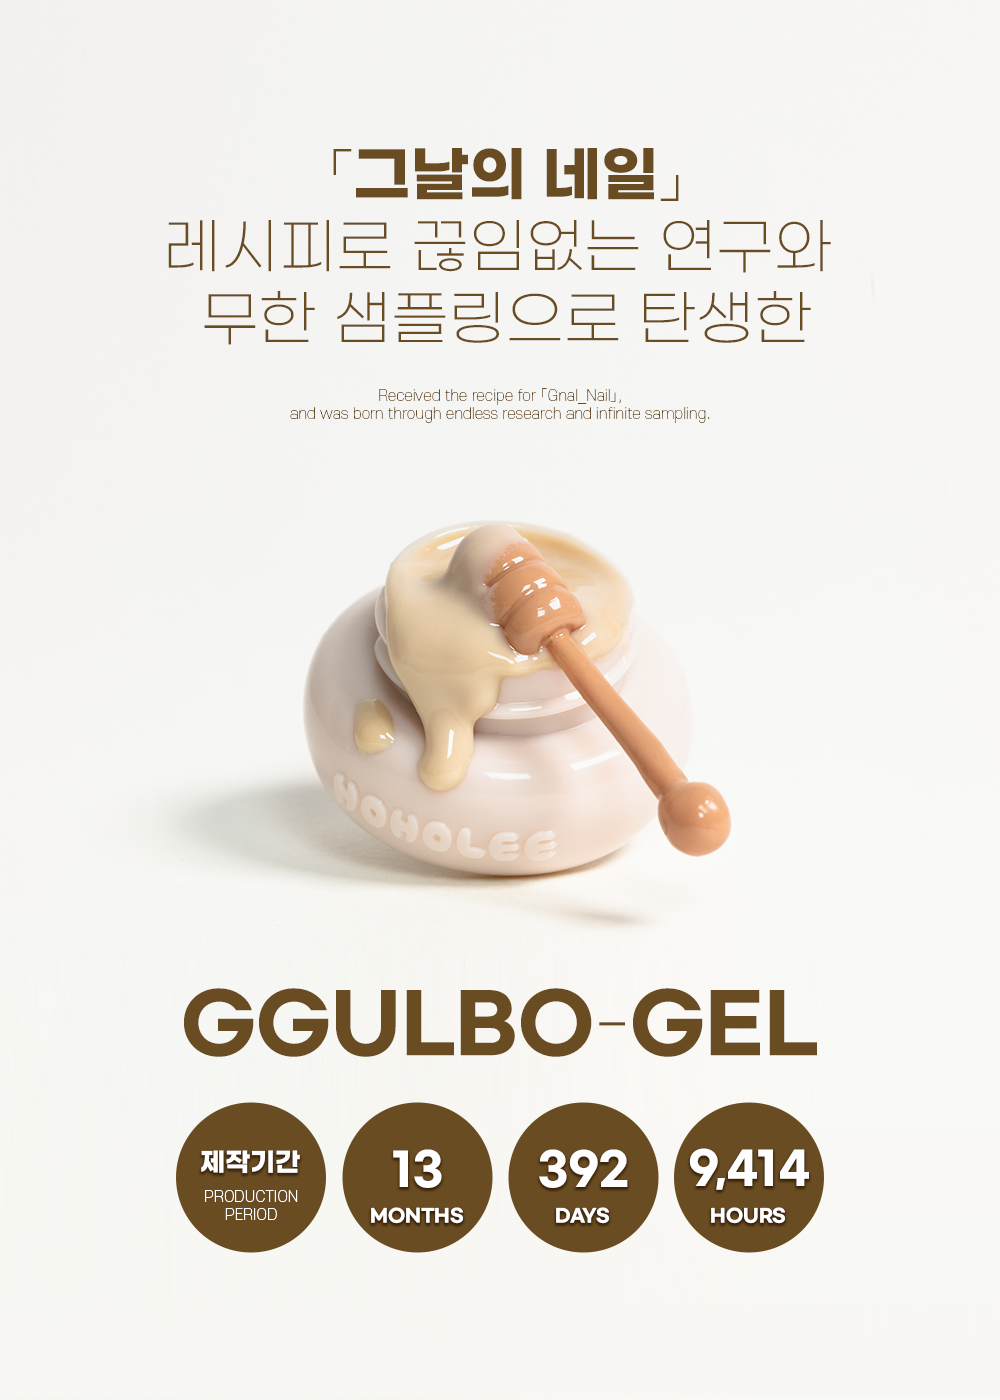 「그날의 네일」
레시피로 끊임없는 연구와
무한 샘플링으로 탄생한
Received the recipe for「Gnal_Nail」,
and was born through endless research and infinite sampling.
HOHOLEE
GGULBO-GEL
제작기간
PRODUCTION
PERIOD
13
MONTHS
392
DAYS
9,414
HOURS